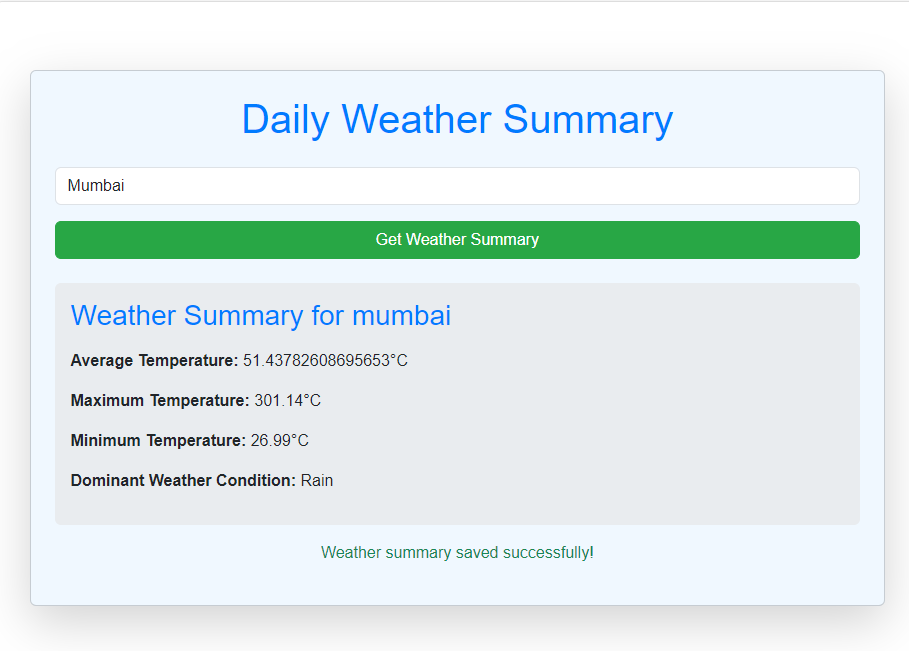 Daily Weather Summary
Mumbai
Get Weather Summary
Weather Summary for mumbai
Average Temperature: 51.43782608695653°C
Maximum Temperature: 301.14°C
Minimum Temperature: 26.99°C
Dominant Weather Condition: Rain
Weather summary saved successfully!